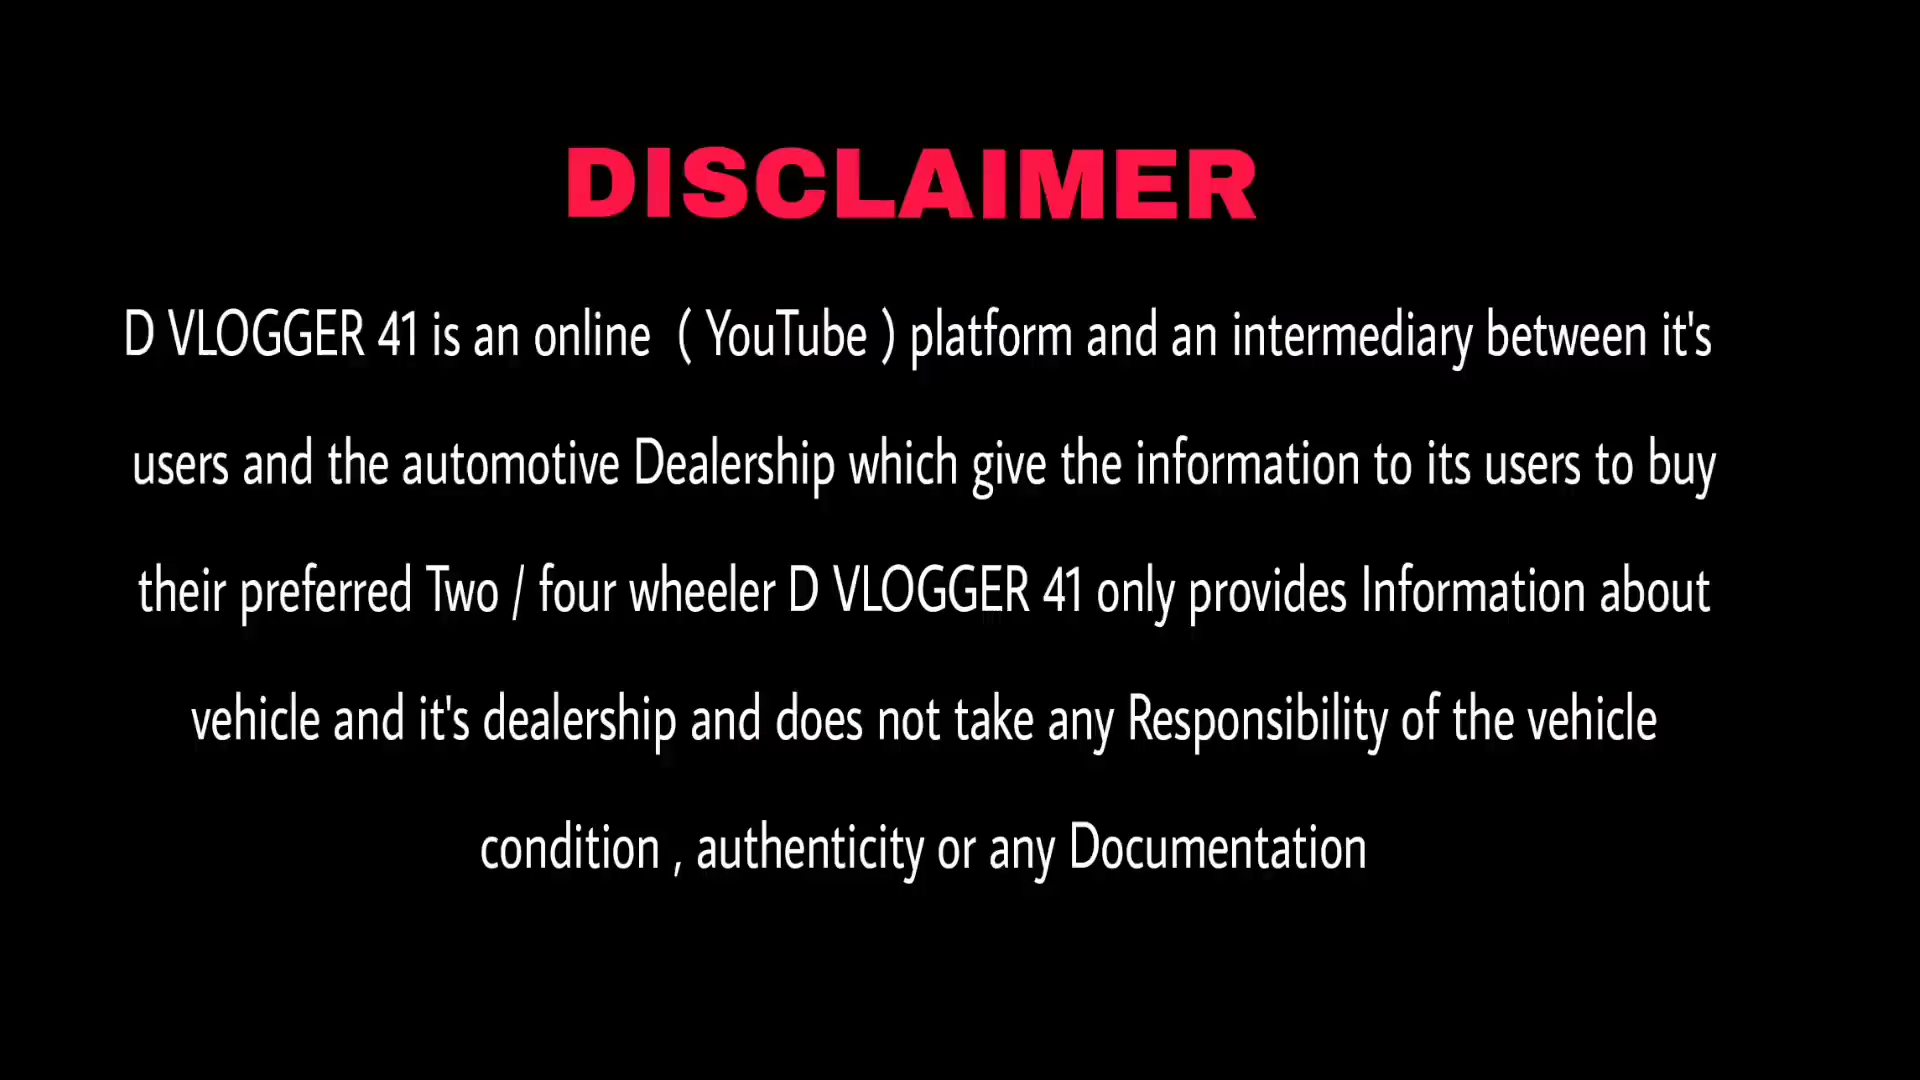 DISCLAIMER
D VLOGGER 41 is an online  ( YouTube ) platform and an intermediary between it's
users and the automotive Dealership which give the information to its users to buy
their preferred Two / four wheeler D VLOGGER 41 only provides Information about
vehicle and it's dealership and does not take any Responsibility of the vehicle
condition , authenticity or any Documentation